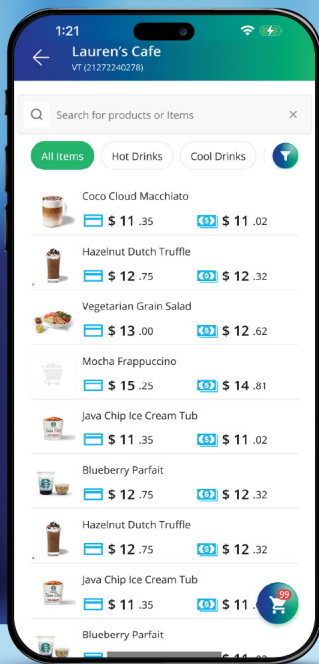 1:21
Lauren's Cafe
VT (21272240278)
Search for products or Items
All Items Hot Drinks Cool Drinks
Coco Cloud Macchiato
$ 11 .35 $ 11 .02
Hazelnut Dutch Truffle
$ 12 .75 $ 12 .32
Vegetarian Grain Salad
$ 13 .00 $ 12 .62
Mocha Frappuccino
$ 15 .25 $ 14 .81
Java Chip Ice Cream Tub
$ 11 .35 $ 11 .02
Blueberry Parfait
$ 12 .75 $ 12 .32
Hazelnut Dutch Truffle
$ 12 .75 $ 12 .32
Java Chip Ice Cream Tub
$ 11 .35 $ 11
99
Blueberry Parfait